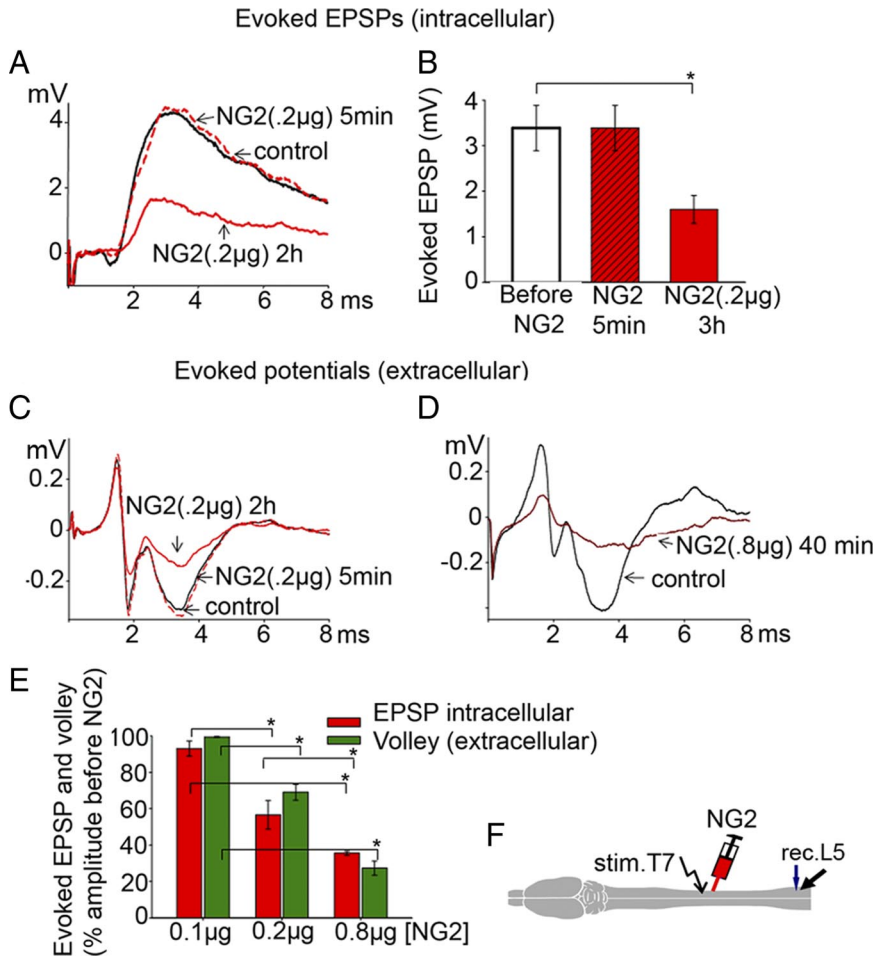 Evoked EPSPs (intracellular)
A
mV
4
2
0
NG2(.2µg) 5min
control
NG2(.2µg) 2h
2 4 6 8 ms
B
Evoked EPSP (mV)
4
3
2
1
0
*
Before NG2
NG2 5min
NG2(.2µg) 3h
Evoked potentials (extracellular)
C
mV
0.2
0
-0.2
NG2(.2µg) 2h
NG2(.2µg) 5min
control
2 4 6 8 ms
D
mV
0.2
0
-0.2
NG2(.8µg) 40 min
control
2 4 6 8 ms
E
Evoked EPSP and volley
(% amplitude before NG2)
100
80
60
40
20
0
*
*
*
*
*
EPSP intracellular
Volley (extracellular)
0.1µg 0.2µg 0.8µg [NG2]
F
NG2
stim.T7
rec.L5